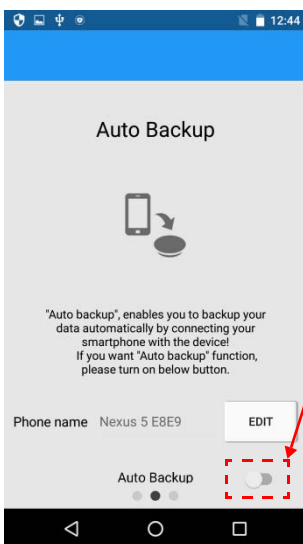 12:44
Auto Backup
"Auto backup", enables you to backup your
data automatically by connecting your
smartphone with the device!
If you want "Auto backup" function,
please turn on below button.
Phone name Nexus 5 E8E9 EDIT
Auto Backup